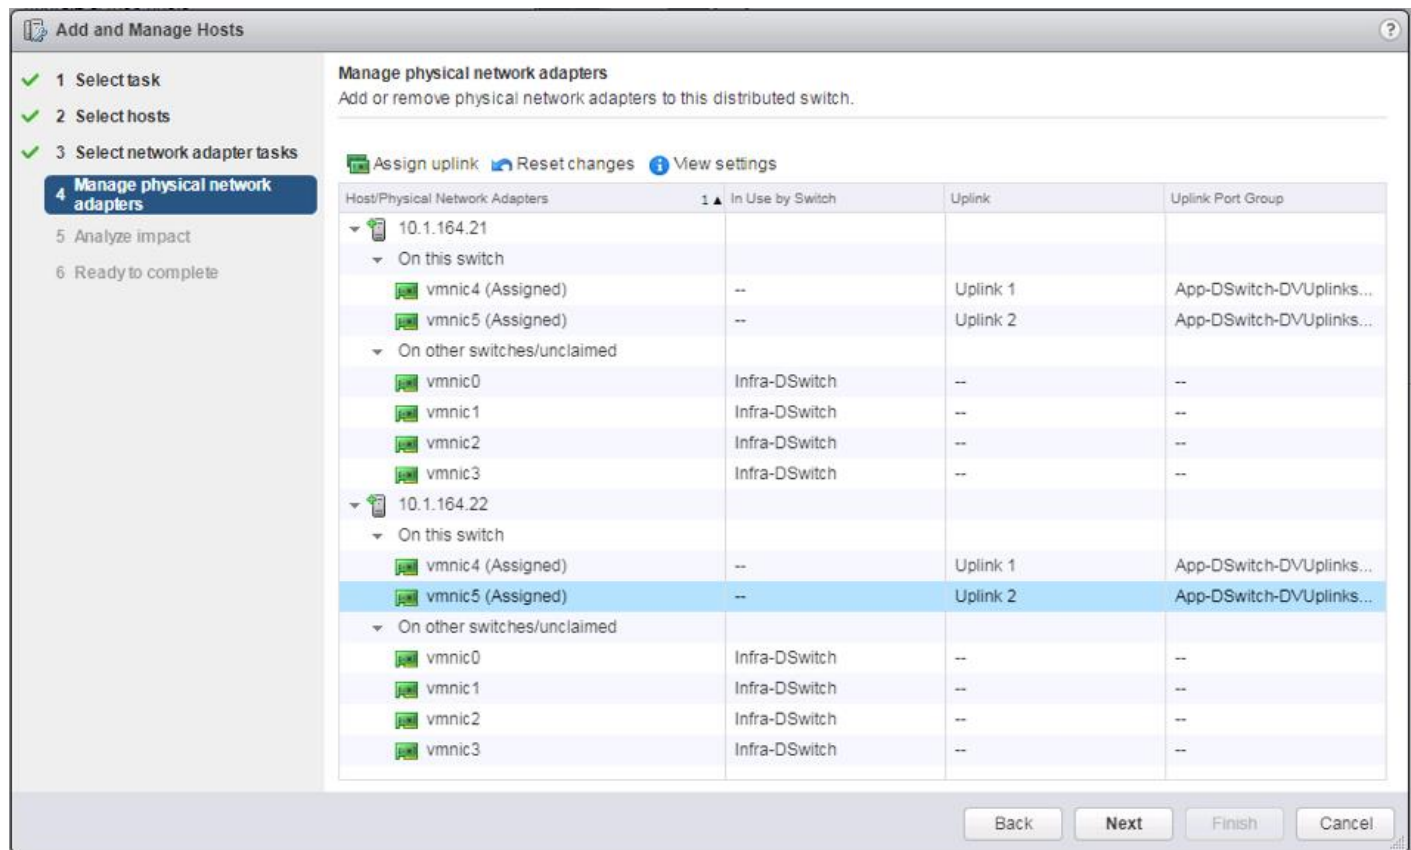 Add and Manage Hosts
?
1 Select task
2 Select hosts
3 Select network adapter tasks
4 Manage physical network
adapters
5 Analyze impact
6 Ready to complete
Manage physical network adapters
Add or remove physical network adapters to this distributed switch.
Assign uplink Reset changes View settings
Host/Physical Network Adapters 1 ▲ In Use by Switch Uplink Uplink Port Group
10.1.164.21
On this switch
vmnic4 (Assigned) -- Uplink 1 App-DSwitch-DVUplinks...
vmnic5 (Assigned) -- Uplink 2 App-DSwitch-DVUplinks...
On other switches/unclaimed
vmnic0 Infra-DSwitch -- --
vmnic1 Infra-DSwitch -- --
vmnic2 Infra-DSwitch -- --
vmnic3 Infra-DSwitch -- --
10.1.164.22
On this switch
vmnic4 (Assigned) -- Uplink 1 App-DSwitch-DVUplinks...
vmnic5 (Assigned) -- Uplink 2 App-DSwitch-DVUplinks...
On other switches/unclaimed
vmnic0 Infra-DSwitch -- --
vmnic1 Infra-DSwitch -- --
vmnic2 Infra-DSwitch -- --
vmnic3 Infra-DSwitch -- --
Back Next Finish Cancel